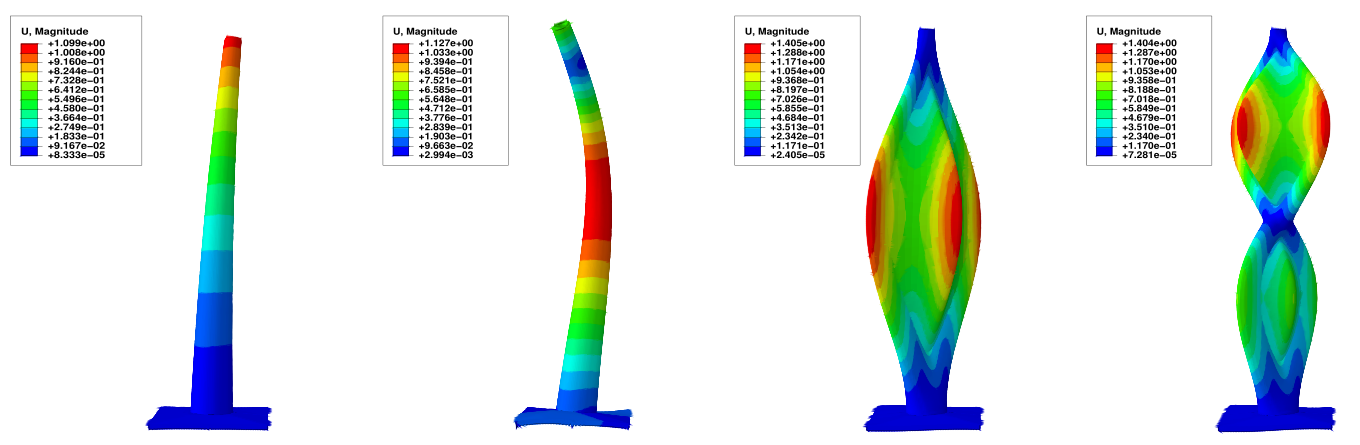 U, Magnitude
+1.099e+00
+1.008e+00
+9.160e−01
+8.244e−01
+7.328e−01
+6.412e−01
+5.496e−01
+4.580e−01
+3.664e−01
+2.749e−01
+1.833e−01
+9.167e−02
+8.333e−05
U, Magnitude
+1.127e+00
+1.033e+00
+9.394e−01
+8.458e−01
+7.521e−01
+6.585e−01
+5.648e−01
+4.712e−01
+3.776e−01
+2.839e−01
+1.903e−01
+9.663e−02
+2.994e−03
U, Magnitude
+1.405e+00
+1.288e+00
+1.171e+00
+1.054e+00
+9.368e−01
+8.197e−01
+7.026e−01
+5.855e−01
+4.684e−01
+3.513e−01
+2.342e−01
+1.171e−01
+2.405e−05
U, Magnitude
+1.404e+00
+1.287e+00
+1.170e+00
+1.053e+00
+9.358e−01
+8.188e−01
+7.018e−01
+5.849e−01
+4.679e−01
+3.510e−01
+2.340e−01
+1.170e−01
+7.281e−05